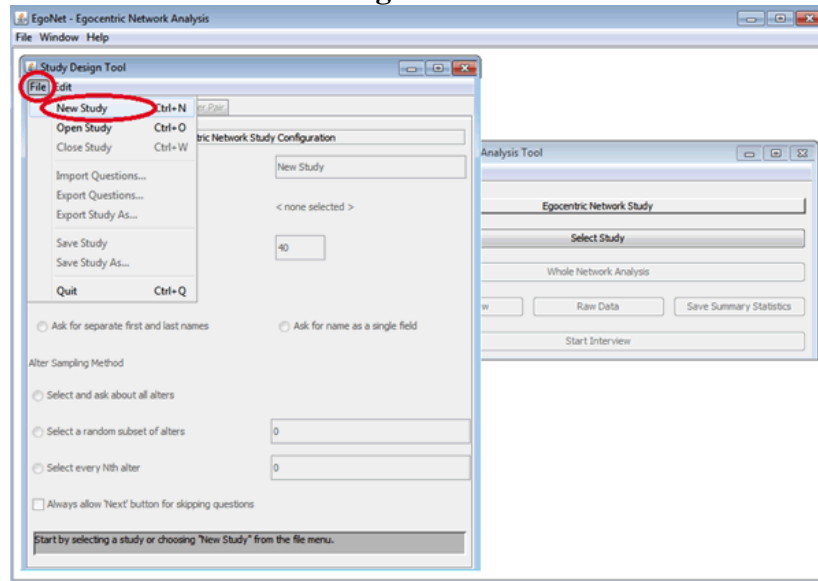 EgoNet - Egocentric Network Analysis
File Window Help
Study Design Tool
File Edit
New Study Ctrl+N
Open Study Ctrl+O
Close Study Ctrl+W
Import Questions...
Export Questions...
Export Study As...
Save Study
Save Study As...
Quit Ctrl+Q
Network Study Configuration
New Study
< none selected >
40
Ask for separate first and last names
Ask for name as a single field
Alter Sampling Method
Select and ask about all alters
Select a random subset of alters
0
Select every Nth alter
0
Always allow 'Next' button for skipping questions
Start by selecting a study or choosing "New Study" from the file menu.
Analysis Tool
Egocentric Network Study
Select Study
Whole Network Analysis
Raw Data
Save Summary Statistics
Start Interview